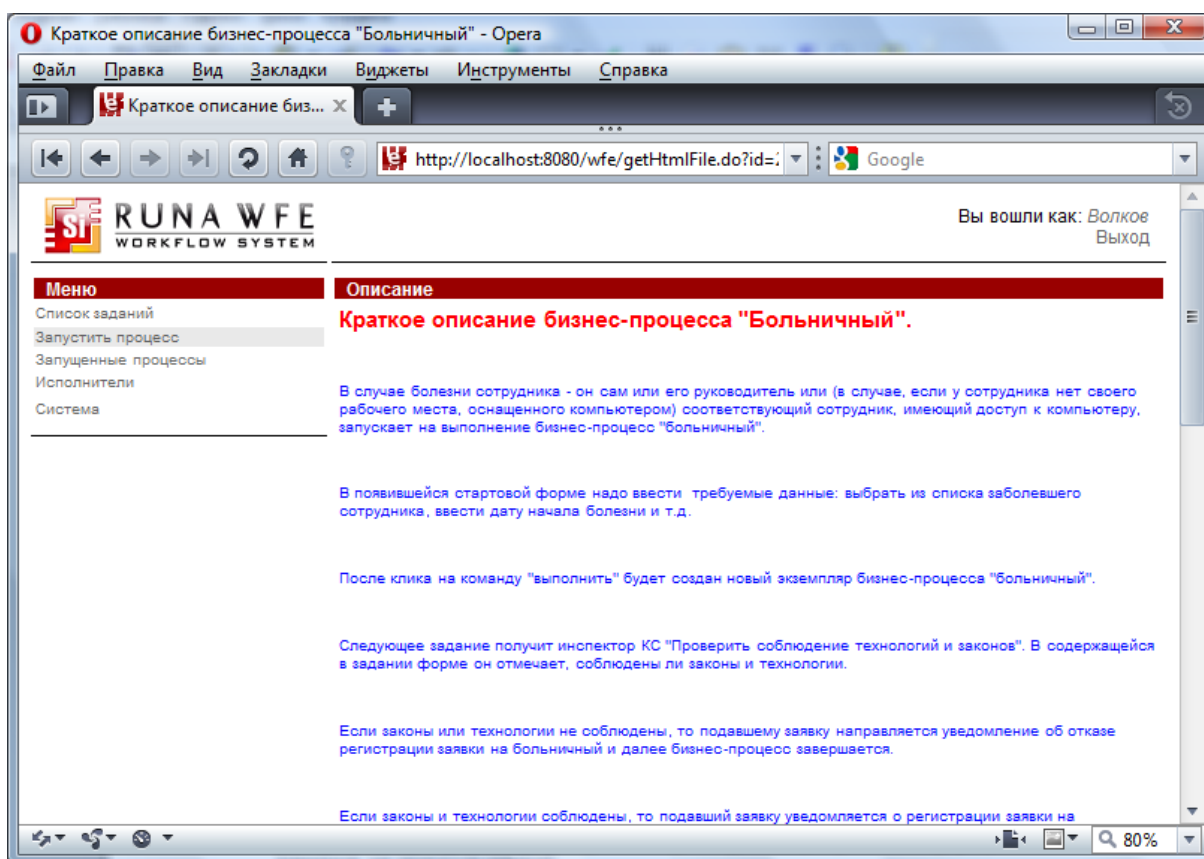 Краткое описание бизнес-процесса "Больничный" - Opera
Файл Правка Вид Закладки Виджеты Инструменты Справка
Краткое описание биз...
http://localhost:8080/wfe/getHtmlFile.do?id=
Google
Si RUNA WFE
WORKFLOW SYSTEM
Вы вошли как: Волков
Выход
Меню
Список заданий
Запустить процесс
Запущенные процессы
Исполнители
Система
Описание
Краткое описание бизнес-процесса "Больничный".
В случае болезни сотрудника - он сам или его руководитель или (в случае, если у сотрудника нет своего
рабочего места, оснащенного компьютером) соответствующий сотрудник, имеющий доступ к компьютеру,
запускает на выполнение бизнес-процесс "больничный".
В появившейся стартовой форме надо ввести требуемые данные: выбрать из списка заболевшего
сотрудника, ввести дату начала болезни и т.д.
После клика на команду "выполнить" будет создан новый экземпляр бизнес-процесса "больничный".
Следующее задание получит инспектор КС "Проверить соблюдение технологий и законов". В содержащейся
в задании форме он отмечает, соблюдены ли законы и технологии.
Если законы или технологии не соблюдены, то подавшему заявку направляется уведомление об отказе
регистрации заявки на больничный и далее бизнес-процесс завершается.
Если законы и технологии соблюдены, то подавший заявку уведомляется о регистрации заявки на
80%